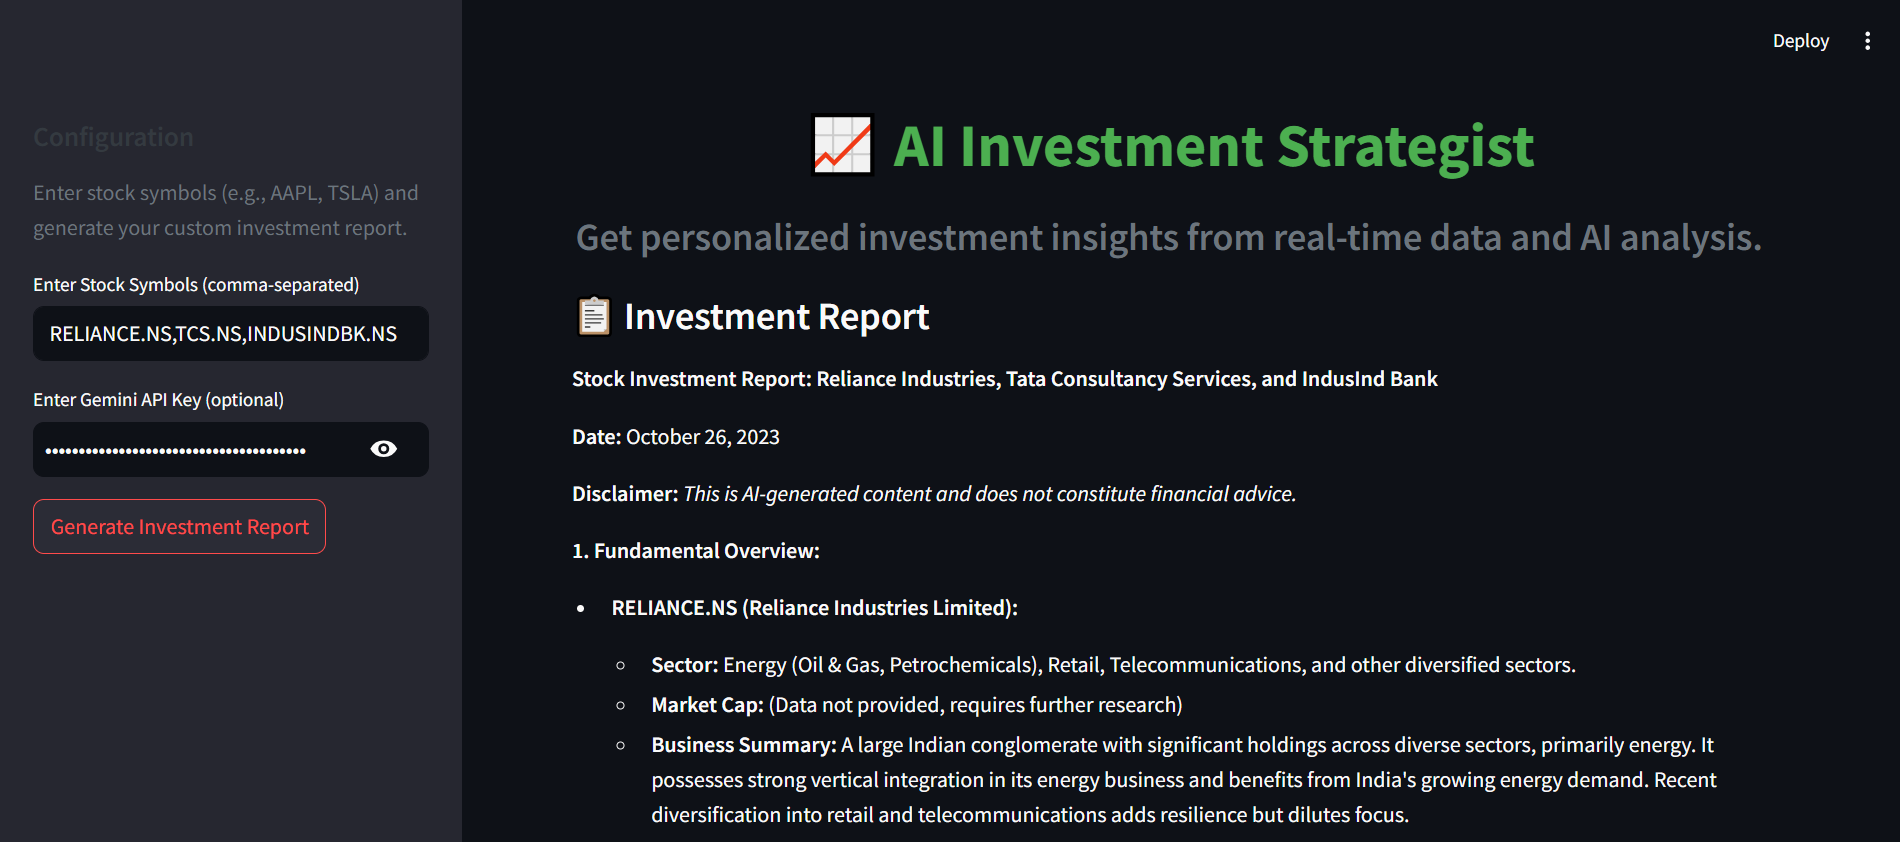 Deploy
Configuration
Enter stock symbols (e.g., AAPL, TSLA) and
generate your custom investment report.
Enter Stock Symbols (comma-separated)
RELIANCE.NS,TCS.NS,INDUSINDBK.NS
Enter Gemini API Key (optional)
Generate Investment Report
AI Investment Strategist
Get personalized investment insights from real-time data and AI analysis.
Investment Report
Stock Investment Report: Reliance Industries, Tata Consultancy Services, and IndusInd Bank
Date: October 26, 2023
Disclaimer: This is AI-generated content and does not constitute financial advice.
1. Fundamental Overview:
• RELIANCE.NS (Reliance Industries Limited):
○ Sector: Energy (Oil & Gas, Petrochemicals), Retail, Telecommunications, and other diversified sectors.
○ Market Cap: (Data not provided, requires further research)
○ Business Summary: A large Indian conglomerate with significant holdings across diverse sectors, primarily energy. It
possesses strong vertical integration in its energy business and benefits from India's growing energy demand. Recent
diversification into retail and telecommunications adds resilience but dilutes focus.